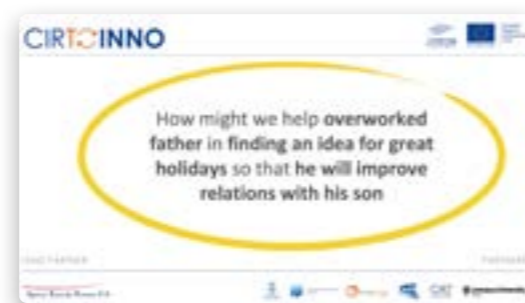 CIRTOINNO
How might we help overworked
father in finding an idea for great
holidays so that he will improve
relations with his son